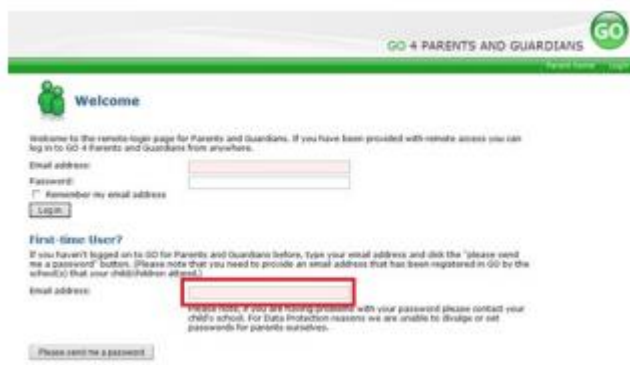 GO 4 PARENTS AND GUARDIANS
GO
Parent home Login
Welcome
Welcome to the remote login page for Parents and Guardians. If you have been provided with remote access you can
log in to GO 4 Parents and Guardians from anywhere.
Email address:
Password:
Remember my email address
Log in
First-time User?
If you haven't logged on to GO for Parents and Guardians before, type your email address and click the "please send
me a password" button. (Please note that you need to provide an email address that has been registered in GO by the
school(s) that your child/children attend.)
Email address:
Please note, if you are having problems with your password please contact your
child's school. For Data Protection reasons we are unable to divulge or set
passwords for parents ourselves.
Please send me a password